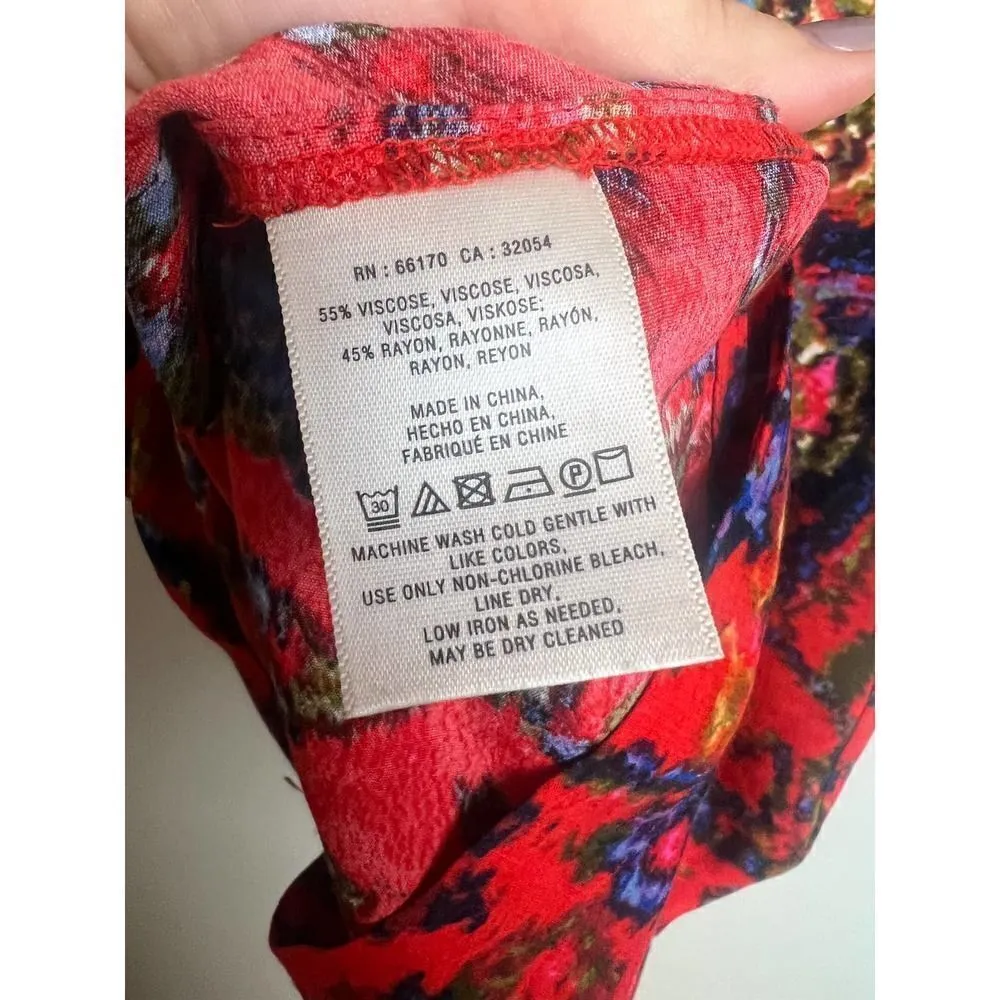 RN : 66170 CA : 32054
55% VISCOSE, VISCOSE, VISCOSA,
VISCOSA, VISKOSE;
45% RAYON, RAYONNE, RAYÓN,
RAYON, REYON
MADE IN CHINA,
HECHO EN CHINA,
FABRIQUÉ EN CHINE
30 P
MACHINE WASH COLD GENTLE WITH
LIKE COLORS,
USE ONLY NON-CHLORINE BLEACH,
LINE DRY,
LOW IRON AS NEEDED,
MAY BE DRY CLEANED